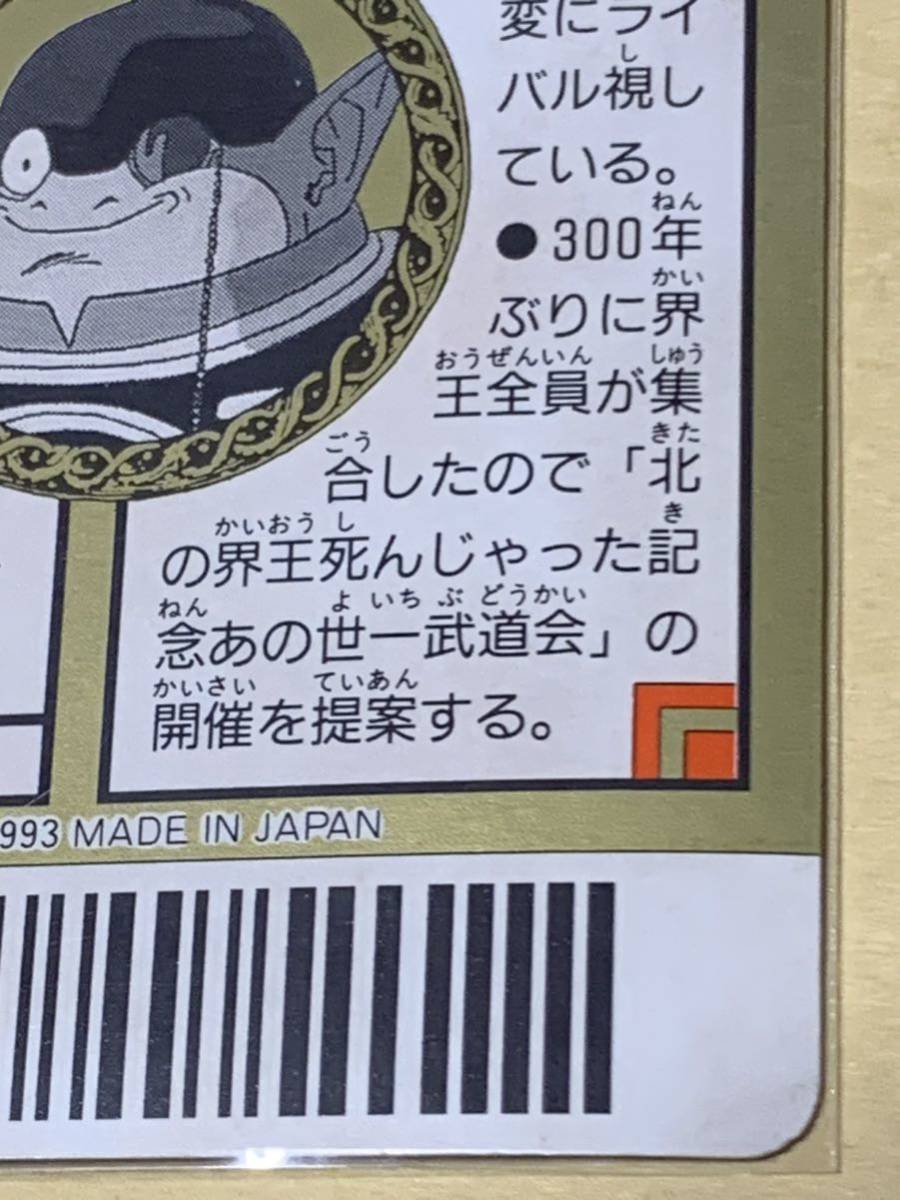 変にライ
バル視し
ている。
●300年
ぶりに界
王全員が集
合したので「北
の界王死んじゃった記
念あの世一武道会」の
開催を提案する。
993 MADE IN JAPAN